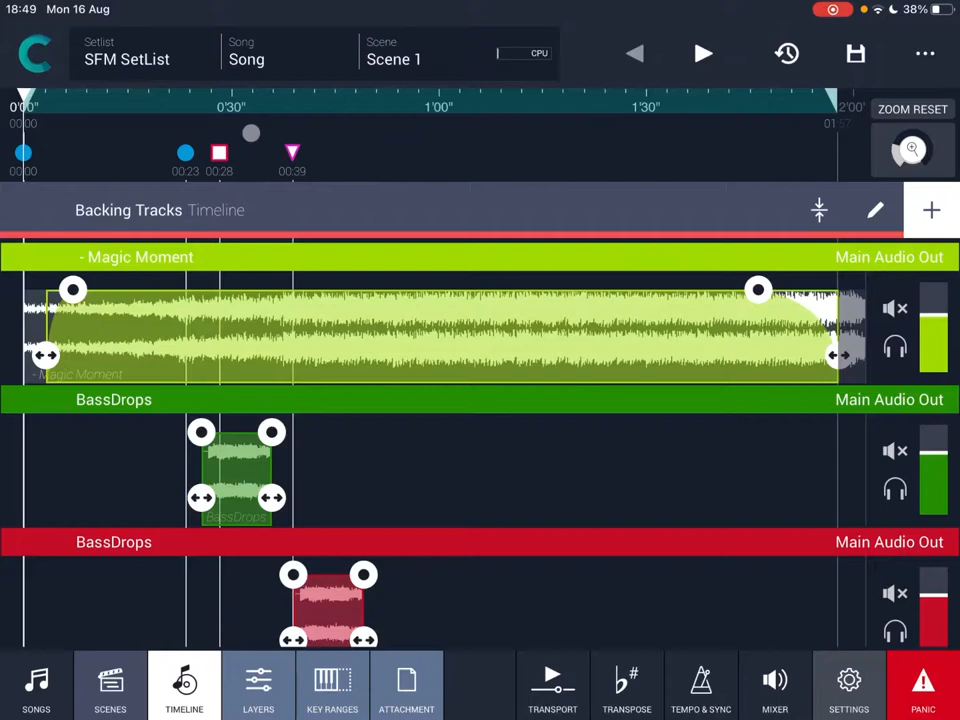 18:49 Mon 16 Aug
38%
Setlist
SFM SetList
Song
Song
Scene
Scene 1
CPU
0'00"
0'30"
1'00"
1'30"
2'00"
ZOOM RESET
00:00
01:57
00:00
00:23
00:28
00:39
Backing Tracks Timeline
- Magic Moment
Main Audio Out
- Magic Moment
BassDrops
Main Audio Out
BassDrops
BassDrops
Main Audio Out
SONGS
SCENES
TIMELINE
LAYERS
KEY RANGES
ATTACHMENT
TRANSPORT
TRANSPOSE
TEMPO & SYNC
MIXER
SETTINGS
PANIC